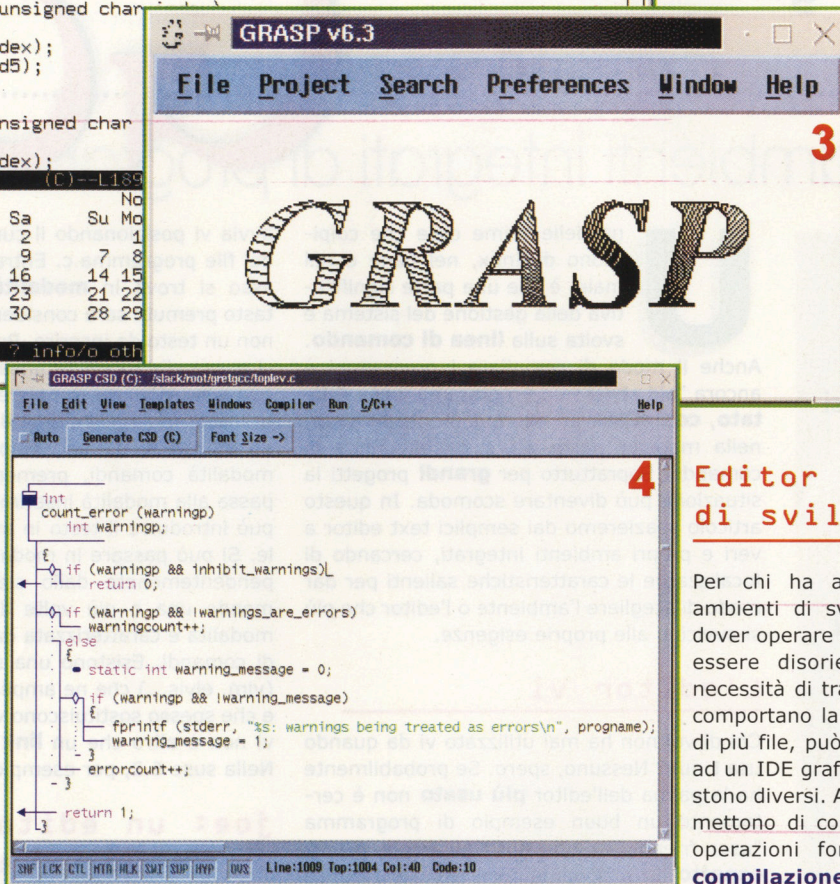 unsigned char
dex);
d5);
nsigned char
dex);
(C)--L189
No
Sa Su Mo
2 1
7
16 14 15
23 21 22
30 28 29
? info/o oth
GRASP v6.3
File Project Search Preferences Window Help
3
GRASP
GRASP CSD (C): /slack/root/gretgcc/toplev.c
File Edit View Templates Windows Compiler Run C/C++ Help
Auto Generate CSD (C) Font Size ->
int
count_error (warningp)
int warningp;
{
if (warningp && inhibit_warnings)
return 0;
if (warningp && !warnings_are_errors)
warningcount++;
else
{
static int warning_message = 0;
if (warningp && !warning_message)
{
fprintf (stderr, "%s: warnings being treated as errors\n", progname);
warning_message = 1;
}
errorcount++;
}
return 1;
}
SNF LCK CTL MTR HLK SWI SUP HYP OVS Line:1009 Top:1004 Col:40 Code:10
4
Editor
di svil
Per chi ha a
ambienti di sv
dover operare
essere disorie
necessità di tra
comportano la
di più file, può
ad un IDE graf
stono diversi. A
mettono di co
operazioni for
compilazione